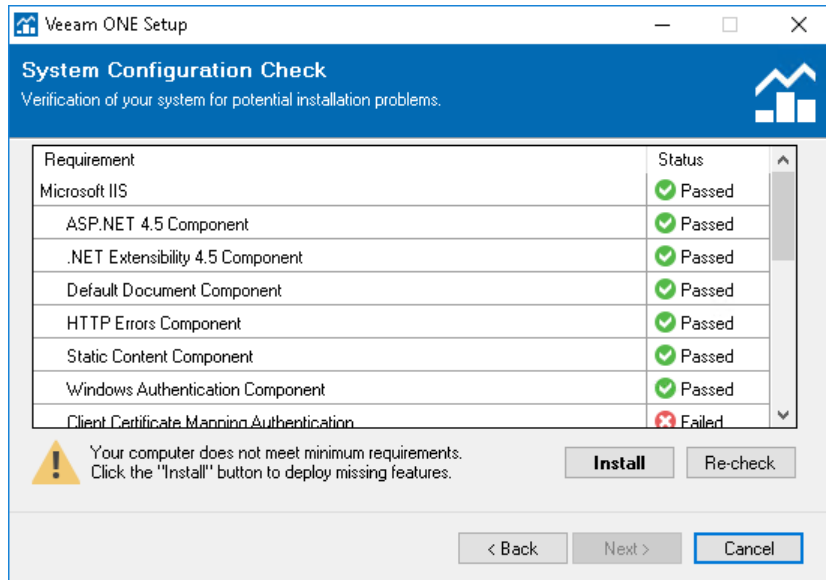 Veeam ONE Setup
System Configuration Check
Verification of your system for potential installation problems.
Requirement Status
Microsoft IIS Passed
ASP.NET 4.5 Component Passed
.NET Extensibility 4.5 Component Passed
Default Document Component Passed
HTTP Errors Component Passed
Static Content Component Passed
Windows Authentication Component Passed
Client Certificate Mapping Authentication Failed
Your computer does not meet minimum requirements.
Click the "Install" button to deploy missing features.
Install Re-check
< Back Next > Cancel